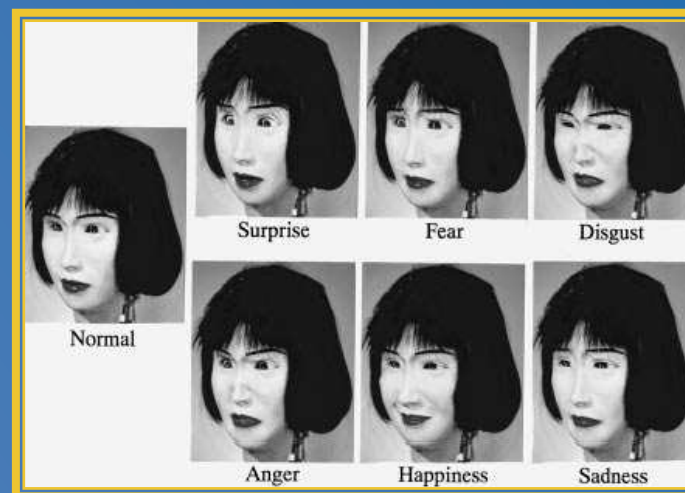 Surprise
Fear
Disgust
Normal
Anger
Happiness
Sadness